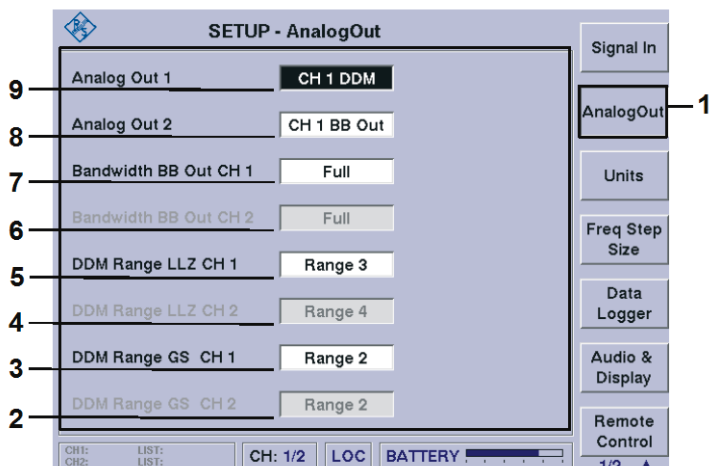 SETUP - AnalogOut
Signal In
9 Analog Out 1 CH 1 DDM
AnalogOut 1
8 Analog Out 2 CH 1 BB Out
7 Bandwidth BB Out CH 1 Full
Units
6 Bandwidth BB Out CH 2 Full
Freq Step
Size
5 DDM Range LLZ CH 1 Range 3
4 DDM Range LLZ CH 2 Range 4
Data
Logger
3 DDM Range GS CH 1 Range 2
Audio &
Display
2 DDM Range GS CH 2 Range 2
Remote
Control
CH1: LIST:
CH2: LIST:
CH: 1/2 LOC BATTERY
1/2